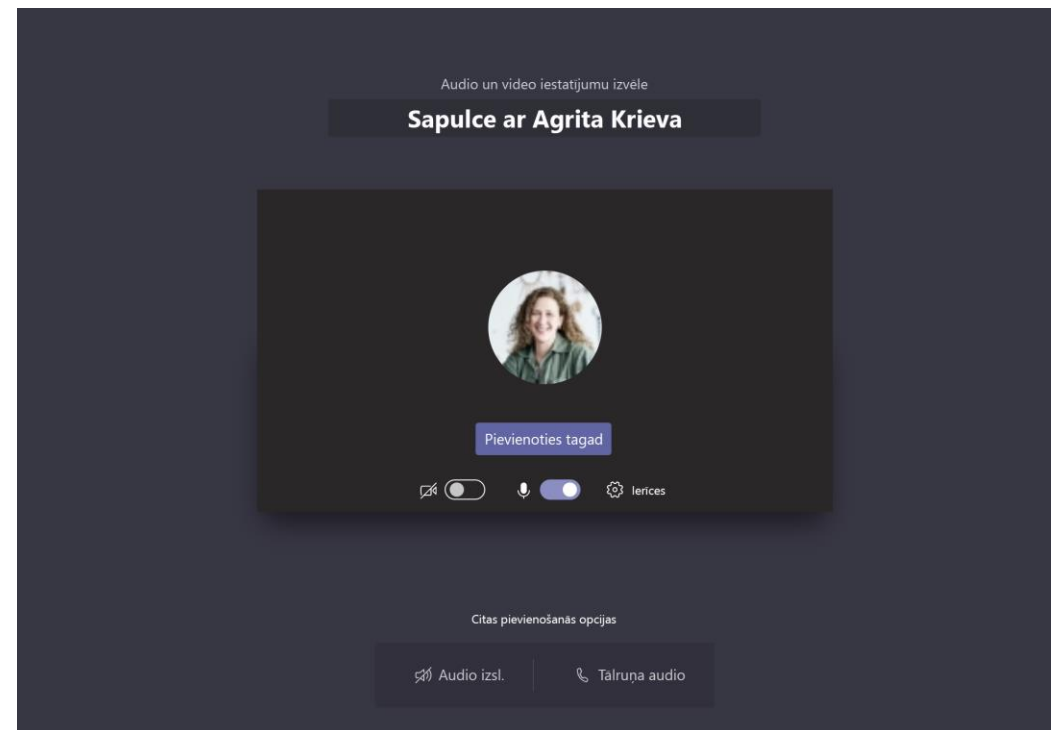 Audio un video iestatījumu izvēle
Sapulce ar Agrita Krieva
Pievienoties tagad
Ierīces
Citas pievienošanās opcijas
Audio izsl.
Tālruņa audio